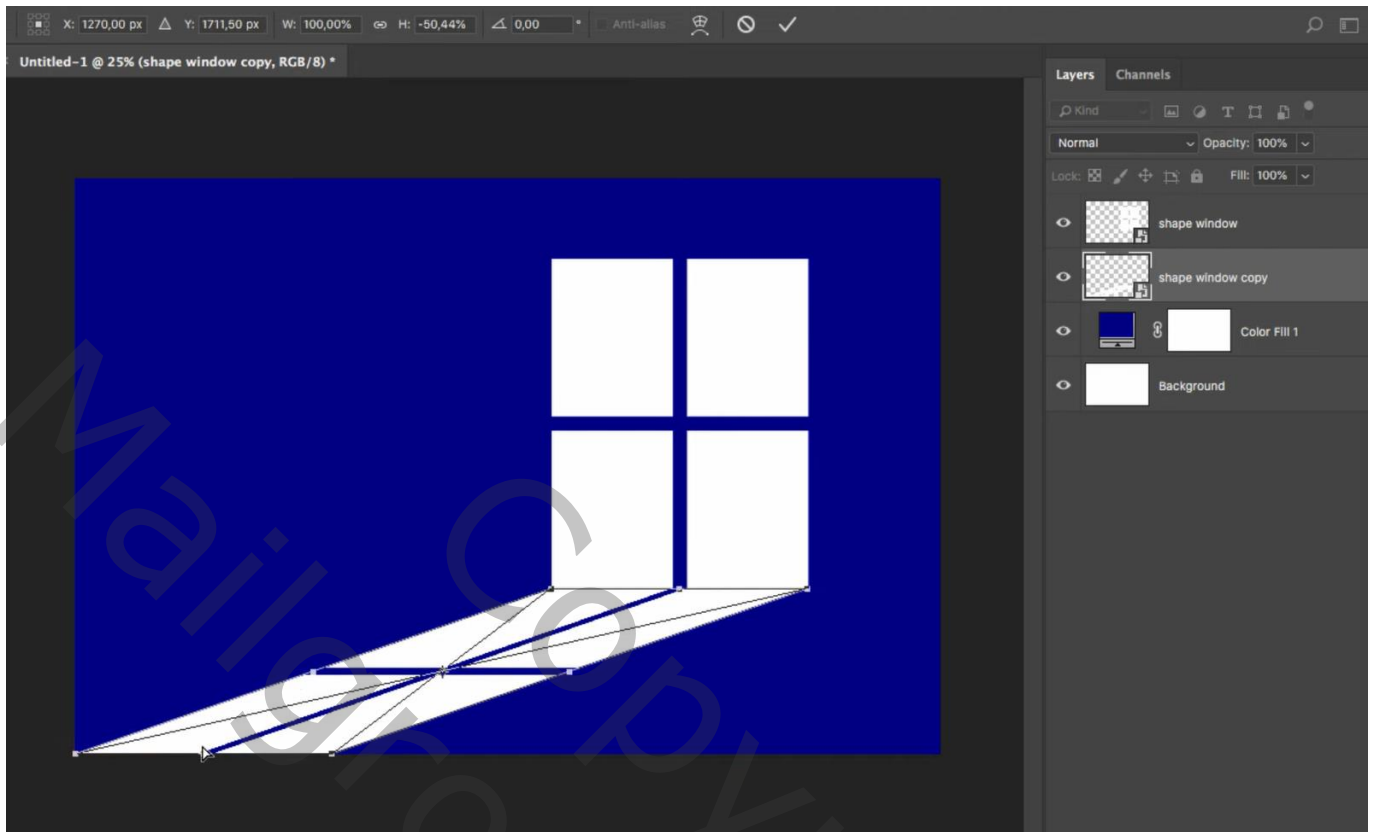 X: 1270,00 px Y: 1711,50 px W: 100,00% H: -50,44% 0,00 ° Anti-alias
Untitled-1 @ 25% (shape window copy, RGB/8) *
Layers Channels
Kind
Normal Opacity: 100%
Lock: Fill: 100%
shape window
shape window copy
Color Fill 1
Background